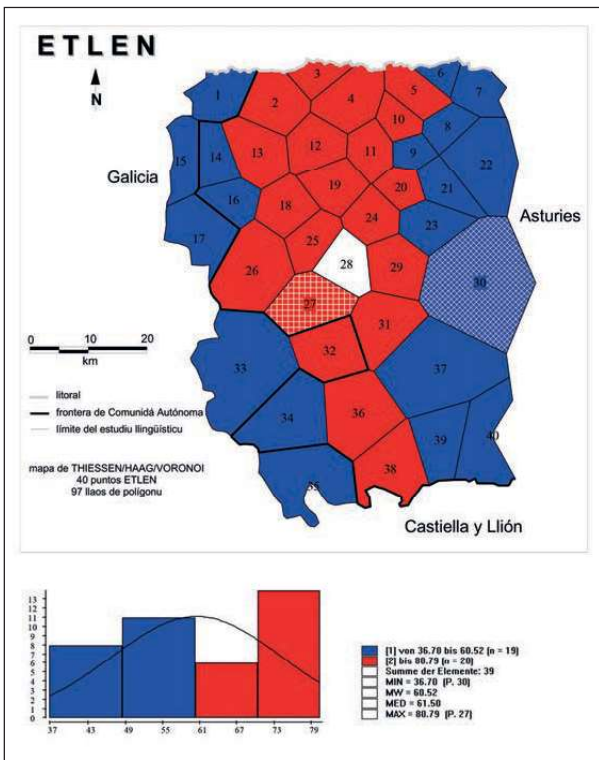 ETLEN
N
3
6
1
2
4
5
7
10
8
15
14
13
12
11
9
22
Galicia
19
20
21
16
18
Asturies
24
23
17
25
28
29
26
30
27
0 10 20
km
31
32
33
37
litoral
frontera de Comunidá Autónoma
límite del estudiu llingüísticu
34
36
39
40
mapa de THIESSEN/HAAG/VORONOI
40 puntos ETLEN
97 llaos de polígonu
38
35
Castiella y Llión
13
12
11
10
9
8
7
6
5
4
3
2
1
0
37 43 49 55 61 67 73 79
[1] von 36.70 bis 60.52 (n = 19)
[2] bis 80.79 (n = 20)
Summe der Elemente: 39
MIN = 36.70 (P. 30)
MW = 60.52
MED = 61.50
MAX = 80.79 (P. 27)